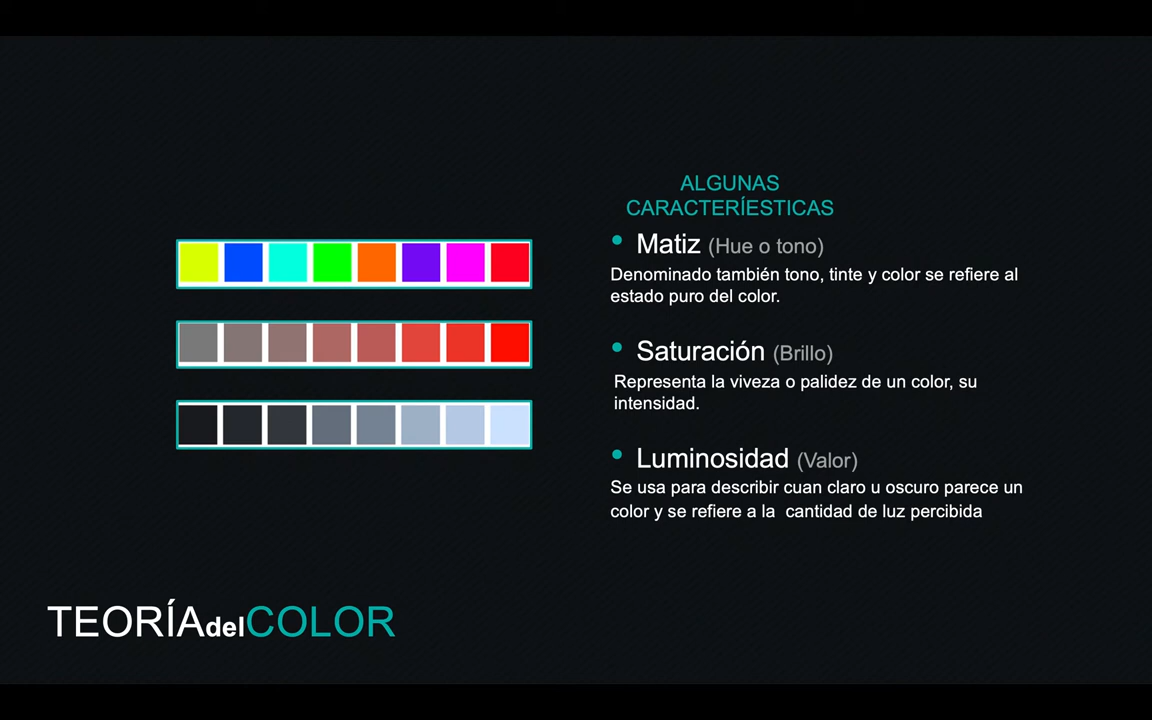 ALGUNAS
CARACTERÍESTICAS
• Matiz (Hue o tono)
Denominado también tono, tinte y color se refiere al
estado puro del color.
• Saturación (Brillo)
Representa la viveza o palidez de un color, su
intensidad.
• Luminosidad (Valor)
Se usa para describir cuan claro u oscuro parece un
color y se refiere a la  cantidad de luz percibida
TEORÍAdelCOLOR